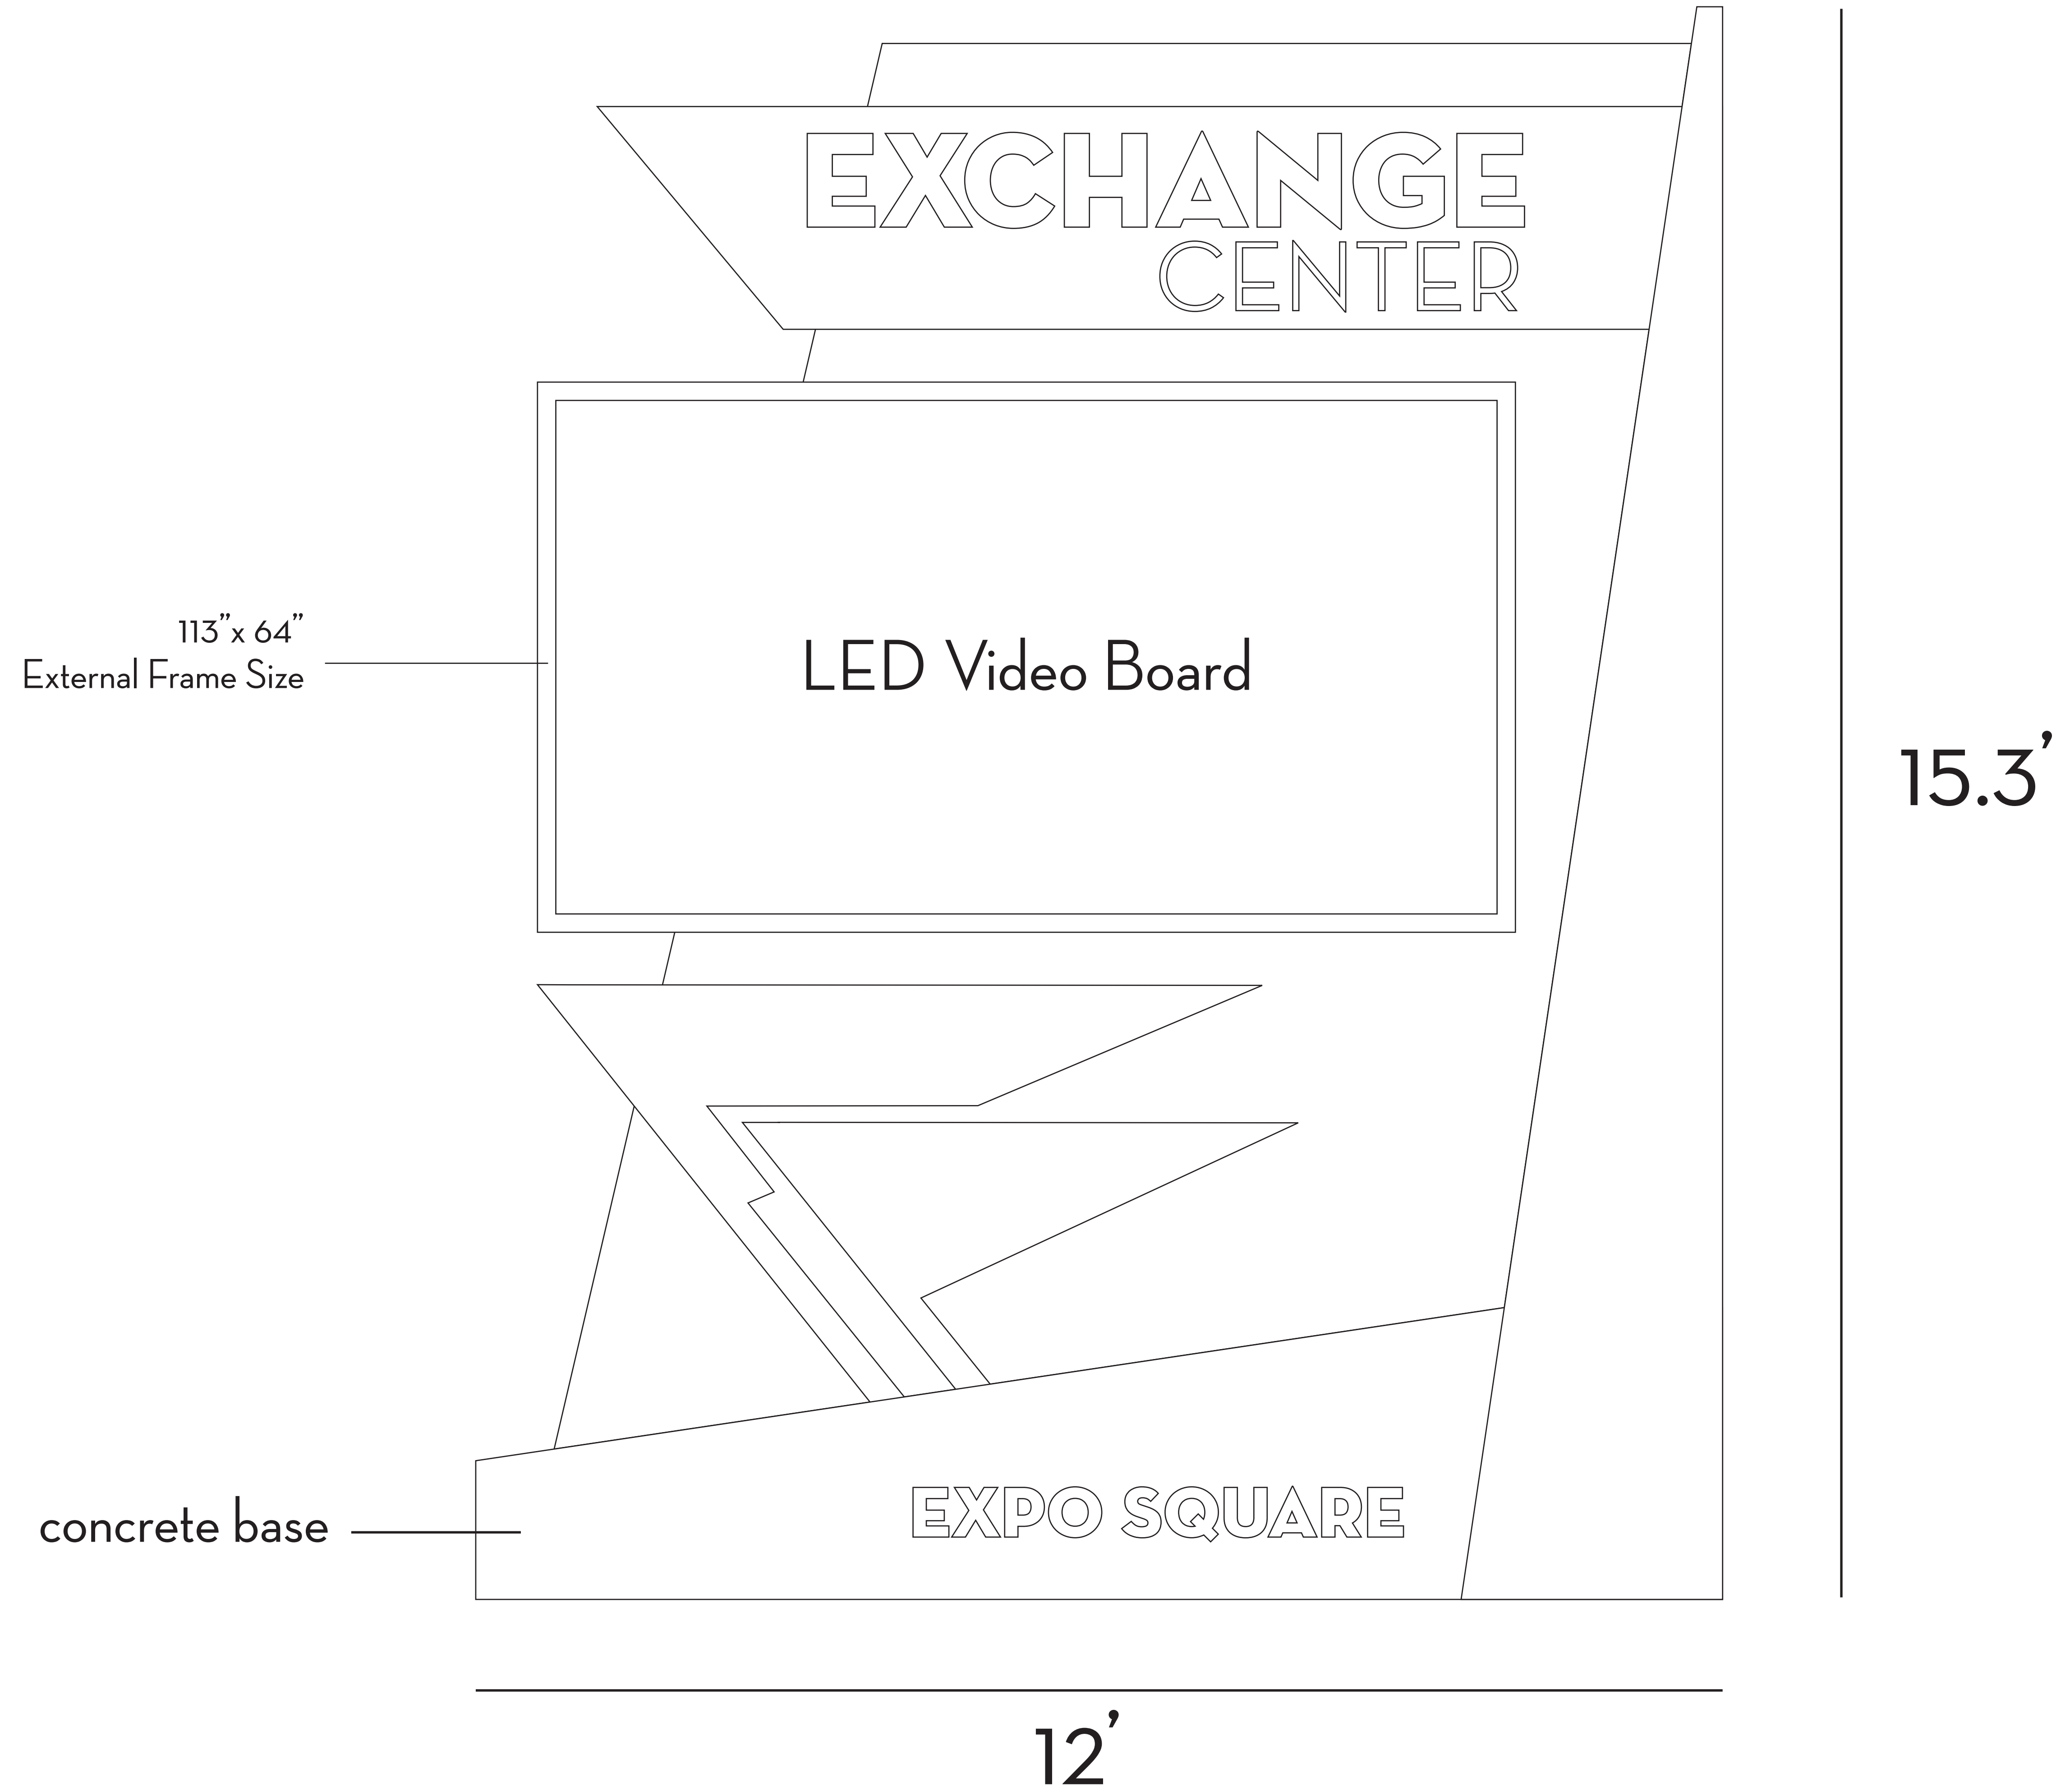 EXCHANGE
CENTER
113”x 64”
External Frame Size
LED Video Board
15.3’
EXPO SQUARE
concrete base
12’